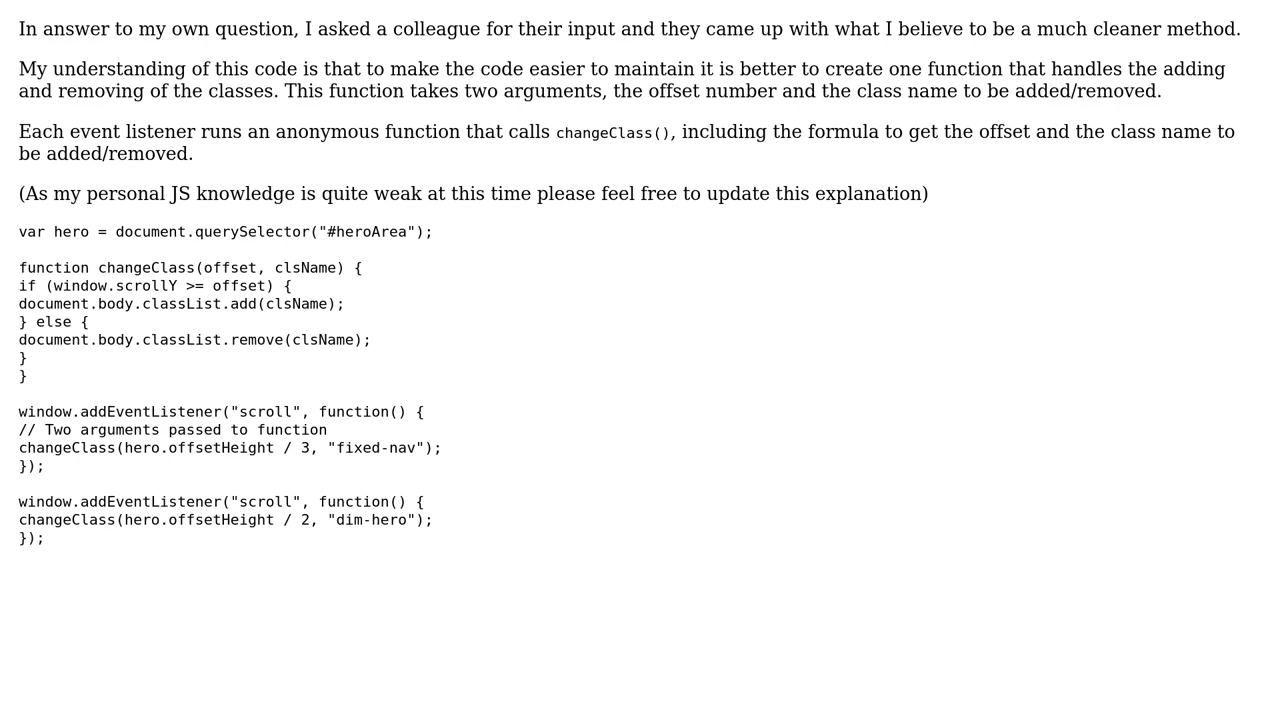 In answer to my own question, I asked a colleague for their input and they came up with what I believe to be a much cleaner method.
My understanding of this code is that to make the code easier to maintain it is better to create one function that handles the adding
and removing of the classes. This function takes two arguments, the offset number and the class name to be added/removed.
Each event listener runs an anonymous function that calls changeClass(), including the formula to get the offset and the class name to
be added/removed.
(As my personal JS knowledge is quite weak at this time please feel free to update this explanation)
var hero = document.querySelector("#heroArea");
function changeClass(offset, clsName) {
if (window.scrollY >= offset) {
document.body.classList.add(clsName);
} else {
document.body.classList.remove(clsName);
}
}
window.addEventListener("scroll", function() {
// Two arguments passed to function
changeClass(hero.offsetHeight / 3, "fixed-nav");
});
window.addEventListener("scroll", function() {
changeClass(hero.offsetHeight / 2, "dim-hero");
});